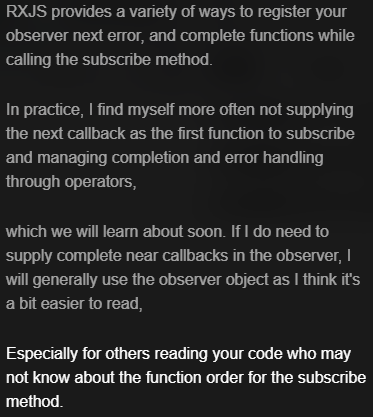 RXJS provides a variety of ways to register your
observer next error, and complete functions while
calling the subscribe method.
In practice, I find myself more often not supplying
the next callback as the first function to subscribe
and managing completion and error handling
through operators,
which we will learn about soon. If I do need to
supply complete near callbacks in the observer, I
will generally use the observer object as I think it's
a bit easier to read,
Especially for others reading your code who may
not know about the function order for the subscribe
method.